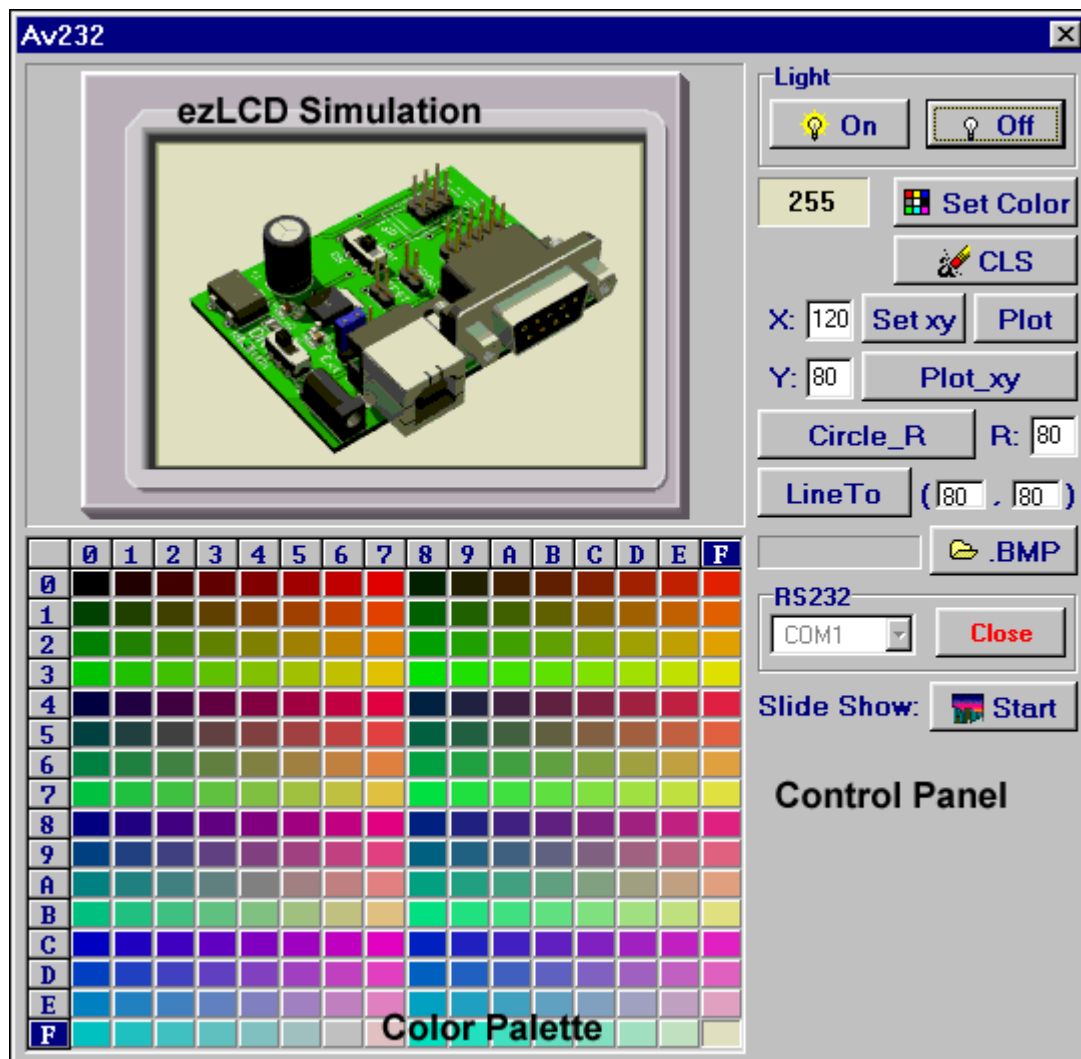 Av232
ezLCD Simulation
Light
On Off
255 Set Color
CLS
X: 120 Set xy Plot
Y: 80 Plot_xy
Circle_R R: 80
LineTo ( 80 , 80 )
.BMP
RS232
COM1 Close
Slide Show: Start
Control Panel
0 1 2 3 4 5 6 7 8 9 A B C D E F
0
1
2
3
4
5
6
7
8
9
A
B
C
D
E
F
Color Palette